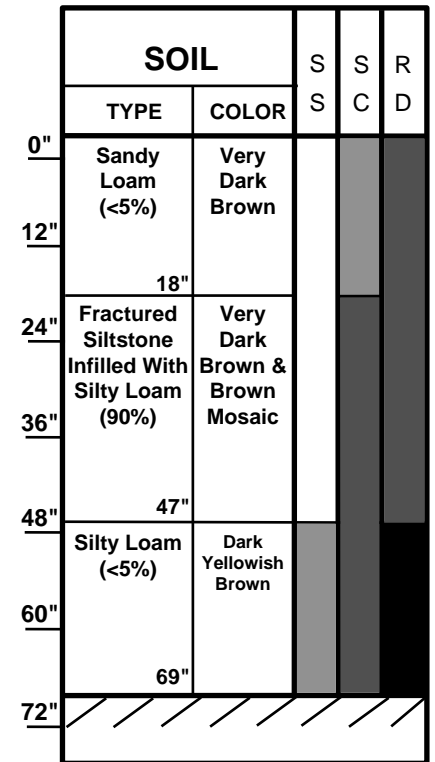 SOIL
S S
S C
R D
TYPE
COLOR
0"
Sandy
Loam
(<5%)
Very
Dark
Brown
12"
18"
Fractured
Siltstone
Infilled With
Silty Loam
(90%)
Very
Dark
Brown &
Brown
Mosaic
24"
36"
47"
48"
Silty Loam
(<5%)
Dark
Yellowish
Brown
60"
69"
72"